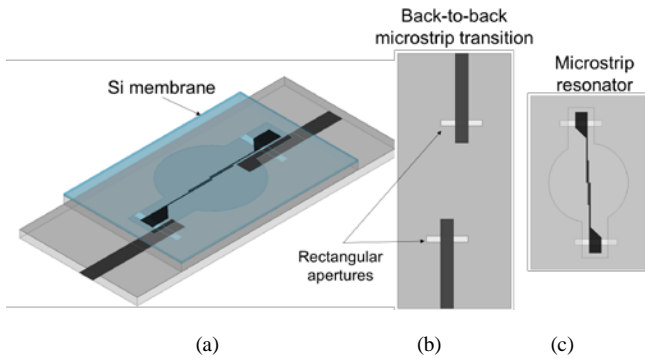 Back-to-back
microstrip transition
Si membrane
Microstrip
resonator
Rectangular
apertures
(a)
(b)
(c)